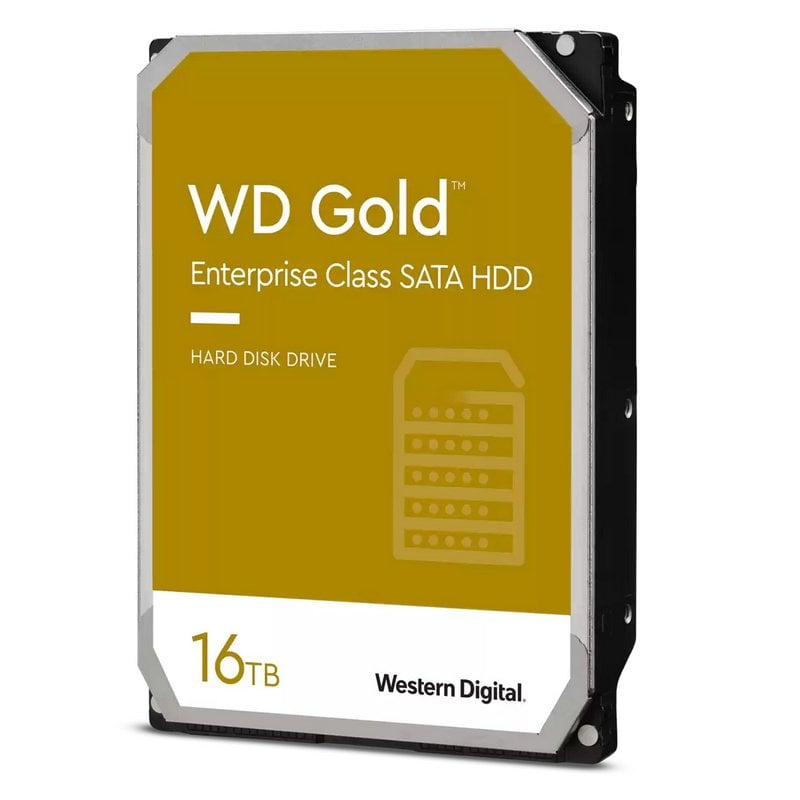 WD Gold™
Enterprise Class SATA HDD
HARD DISK DRIVE
16TB
Western Digital.